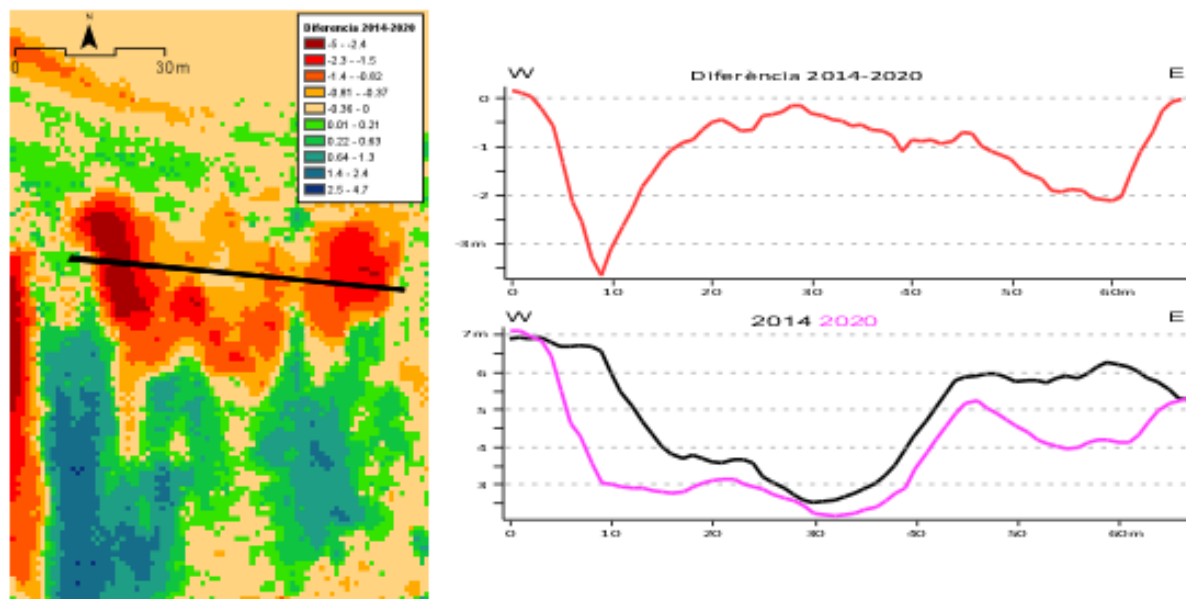 Diferencia 2014-2020
-5 - -2.4
-2.3 - -1.5
-1.4 - -0.82
-0.81 - -0.37
-0.36 - 0
0.01 - 0.21
0.22 - 0.63
0.64 - 1.3
1.4 - 2.4
2.5 - 4.7
N
0 30m
W Diferència 2014-2020 E
0
-1
-2
-3m
0 10 20 30 40 50 60m
W 2014 2020 E
7m
6
5
4
3
0 10 20 30 40 50 60m